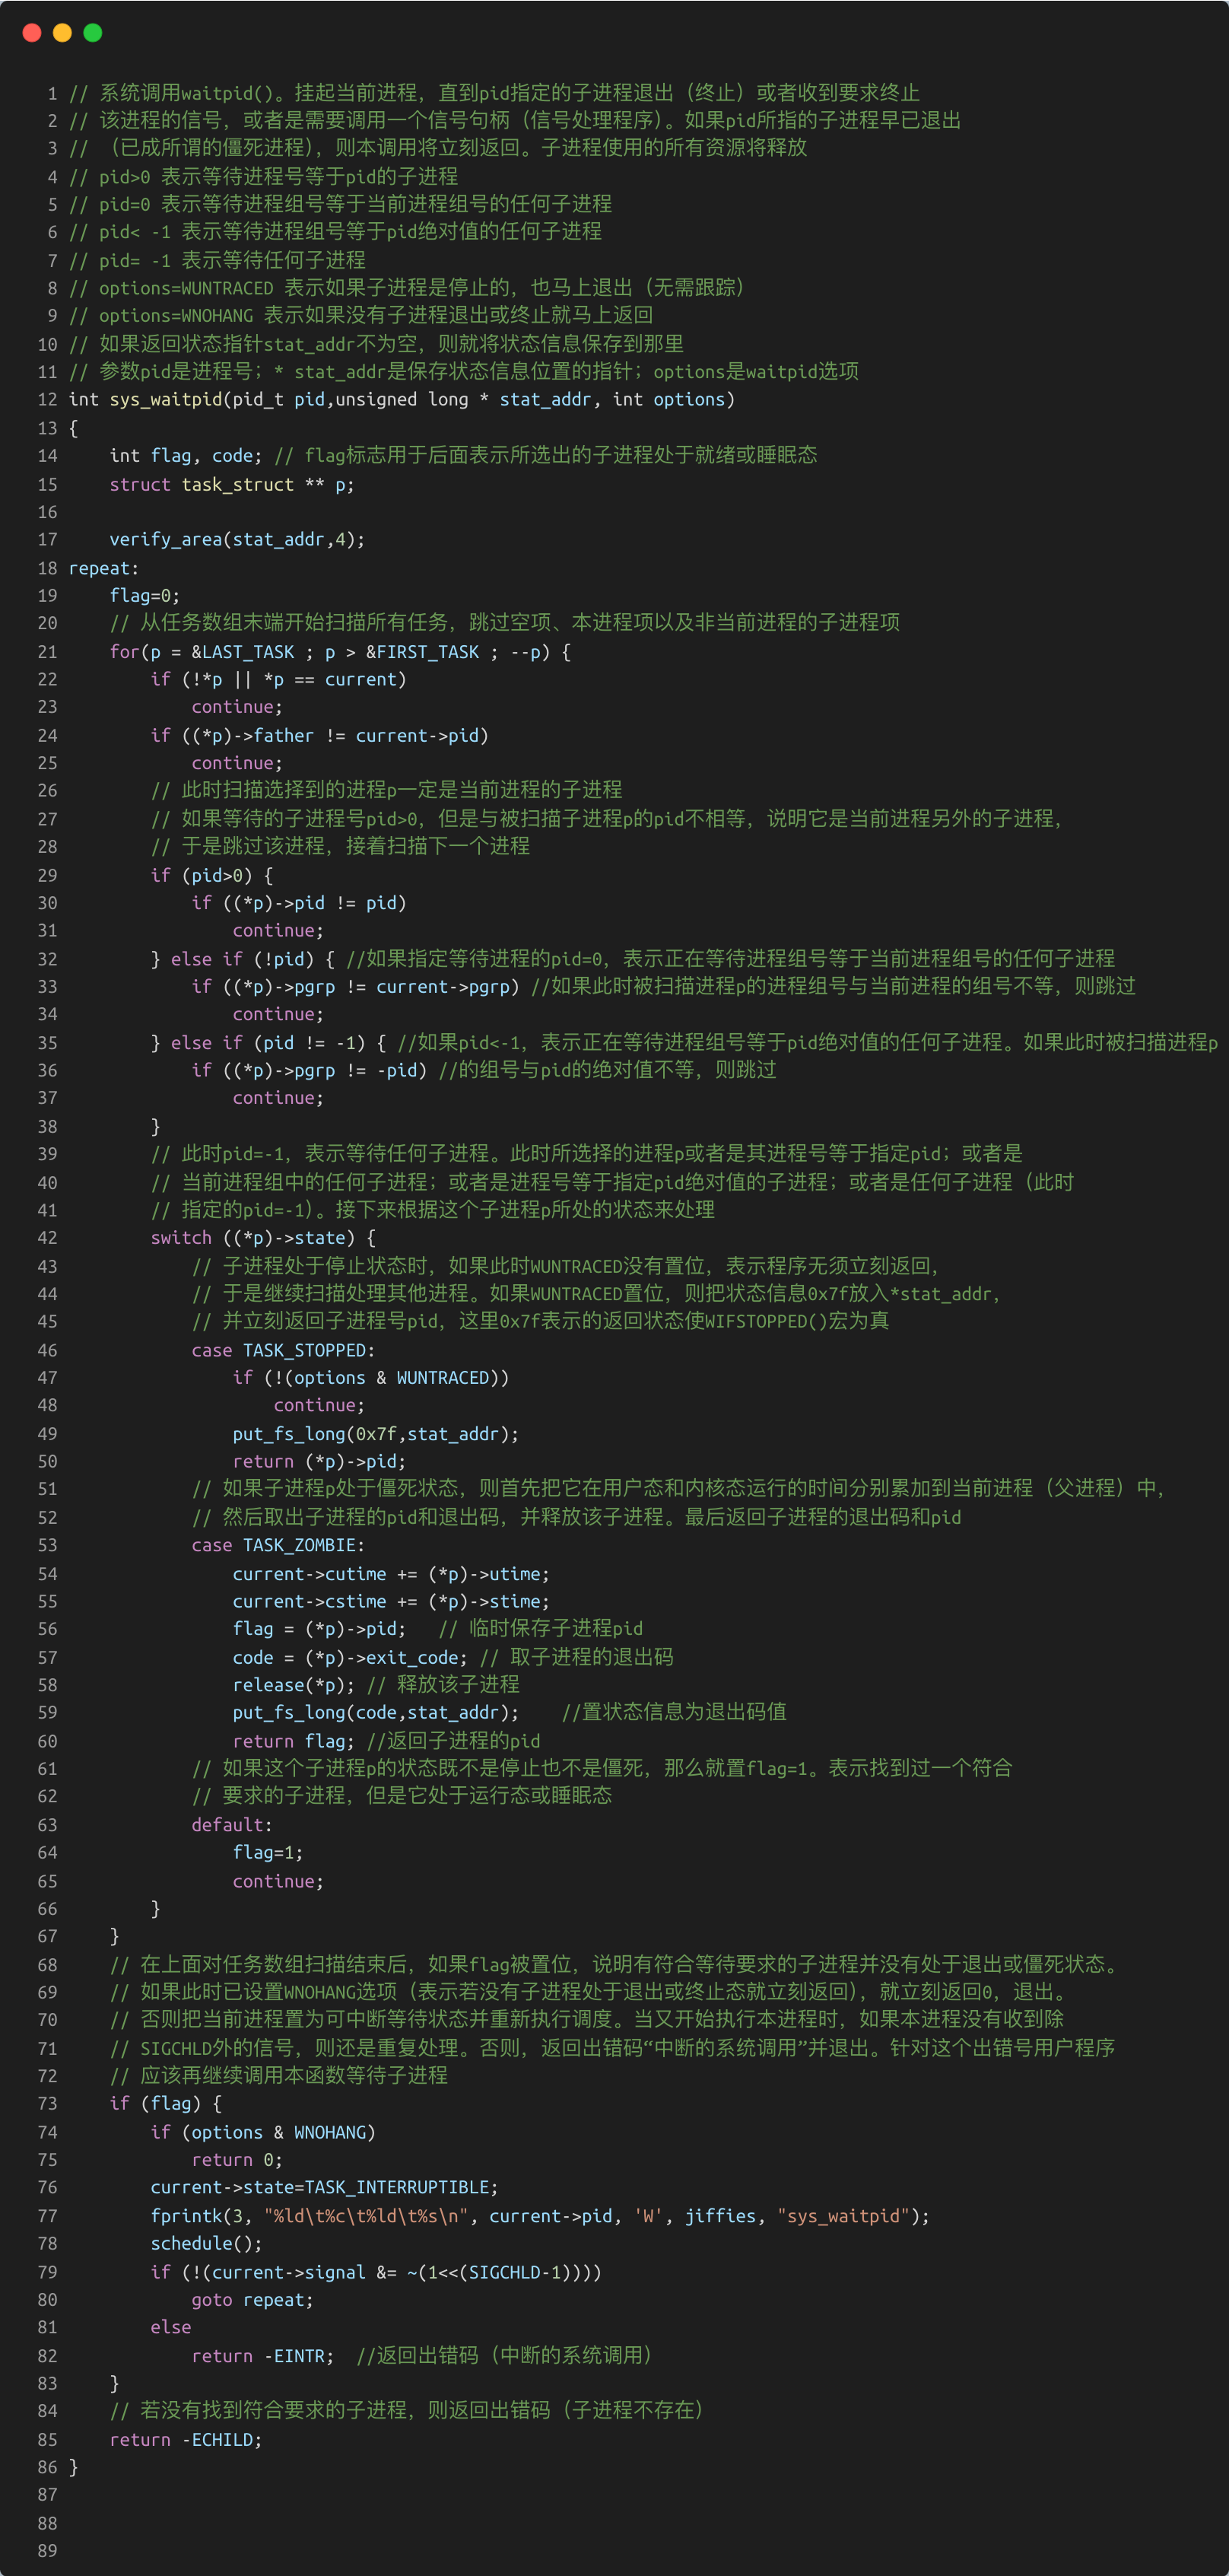 1 // 系统调用waitpid()。挂起当前进程，直到pid指定的子进程退出（终止）或者收到要求终止
2 // 该进程的信号，或者是需要调用一个信号句柄（信号处理程序）。如果pid所指的子进程早已退出
3 // （已成所谓的僵死进程），则本调用将立刻返回。子进程使用的所有资源将释放
4 // pid>0 表示等待进程号等于pid的子进程
5 // pid=0 表示等待进程组号等于当前进程组号的任何子进程
6 // pid< -1 表示等待进程组号等于pid绝对值的任何子进程
7 // pid= -1 表示等待任何子进程
8 // options=WUNTRACED 表示如果子进程是停止的，也马上退出（无需跟踪）
9 // options=WNOHANG 表示如果没有子进程退出或终止就马上返回
10 // 如果返回状态指针stat_addr不为空，则就将状态信息保存到那里
11 // 参数pid是进程号；* stat_addr是保存状态信息位置的指针；options是waitpid选项
12 int sys_waitpid(pid_t pid,unsigned long * stat_addr, int options)
13 {
14     int flag, code; // flag标志用于后面表示所选出的子进程处于就绪或睡眠态
15     struct task_struct ** p;
16
17     verify_area(stat_addr,4);
18 repeat:
19     flag=0;
20     // 从任务数组末端开始扫描所有任务，跳过空项、本进程项以及非当前进程的子进程项
21     for(p = &LAST_TASK ; p > &FIRST_TASK ; --p) {
22         if (!*p || *p == current)
23             continue;
24         if ((*p)->father != current->pid)
25             continue;
26         // 此时扫描选择到的进程p一定是当前进程的子进程
27         // 如果等待的子进程号pid>0，但是与被扫描子进程p的pid不相等，说明它是当前进程另外的子进程，
28         // 于是跳过该进程，接着扫描下一个进程
29         if (pid>0) {
30             if ((*p)->pid != pid)
31                 continue;
32         } else if (!pid) { //如果指定等待进程的pid=0，表示正在等待进程组号等于当前进程组号的任何子进程
33             if ((*p)->pgrp != current->pgrp) //如果此时被扫描进程p的进程组号与当前进程的组号不等，则跳过
34                 continue;
35         } else if (pid != -1) { //如果pid<-1，表示正在等待进程组号等于pid绝对值的任何子进程。如果此时被扫描进程p
36             if ((*p)->pgrp != -pid) //的组号与pid的绝对值不等，则跳过
37                 continue;
38         }
39         // 此时pid=-1，表示等待任何子进程。此时所选择的进程p或者是其进程号等于指定pid；或者是
40         // 当前进程组中的任何子进程；或者是进程号等于指定pid绝对值的子进程；或者是任何子进程（此时
41         // 指定的pid=-1）。接下来根据这个子进程p所处的状态来处理
42         switch ((*p)->state) {
43             // 子进程处于停止状态时，如果此时WUNTRACED没有置位，表示程序无须立刻返回，
44             // 于是继续扫描处理其他进程。如果WUNTRACED置位，则把状态信息0x7f放入*stat_addr，
45             // 并立刻返回子进程号pid，这里0x7f表示的返回状态使WIFSTOPPED()宏为真
46             case TASK_STOPPED:
47                 if (!(options & WUNTRACED))
48                     continue;
49                 put_fs_long(0x7f,stat_addr);
50                 return (*p)->pid;
51             // 如果子进程p处于僵死状态，则首先把它在用户态和内核态运行的时间分别累加到当前进程（父进程）中，
52             // 然后取出子进程的pid和退出码，并释放该子进程。最后返回子进程的退出码和pid
53             case TASK_ZOMBIE:
54                 current->cutime += (*p)->utime;
55                 current->cstime += (*p)->stime;
56                 flag = (*p)->pid;   // 临时保存子进程pid
57                 code = (*p)->exit_code; // 取子进程的退出码
58                 release(*p); // 释放该子进程
59                 put_fs_long(code,stat_addr);    //置状态信息为退出码值
60                 return flag; //返回子进程的pid
61             // 如果这个子进程p的状态既不是停止也不是僵死，那么就置flag=1。表示找到过一个符合
62             // 要求的子进程，但是它处于运行态或睡眠态
63             default:
64                 flag=1;
65                 continue;
66         }
67     }
68     // 在上面对任务数组扫描结束后，如果flag被置位，说明有符合等待要求的子进程并没有处于退出或僵死状态。
69     // 如果此时已设置WNOHANG选项（表示若没有子进程处于退出或终止态就立刻返回），就立刻返回0，退出。
70     // 否则把当前进程置为可中断等待状态并重新执行调度。当又开始执行本进程时，如果本进程没有收到除
71     // SIGCHLD外的信号，则还是重复处理。否则，返回出错码“中断的系统调用”并退出。针对这个出错号用户程序
72     // 应该再继续调用本函数等待子进程
73     if (flag) {
74         if (options & WNOHANG)
75             return 0;
76         current->state=TASK_INTERRUPTIBLE;
77         fprintk(3, "%ld\t%c\t%ld\t%s\n", current->pid, 'W', jiffies, "sys_waitpid");
78         schedule();
79         if (!(current->signal &= ~(1<<(SIGCHLD-1))))
80             goto repeat;
81         else
82             return -EINTR;  //返回出错码（中断的系统调用）
83     }
84     // 若没有找到符合要求的子进程，则返回出错码（子进程不存在）
85     return -ECHILD;
86 }
87
88
89